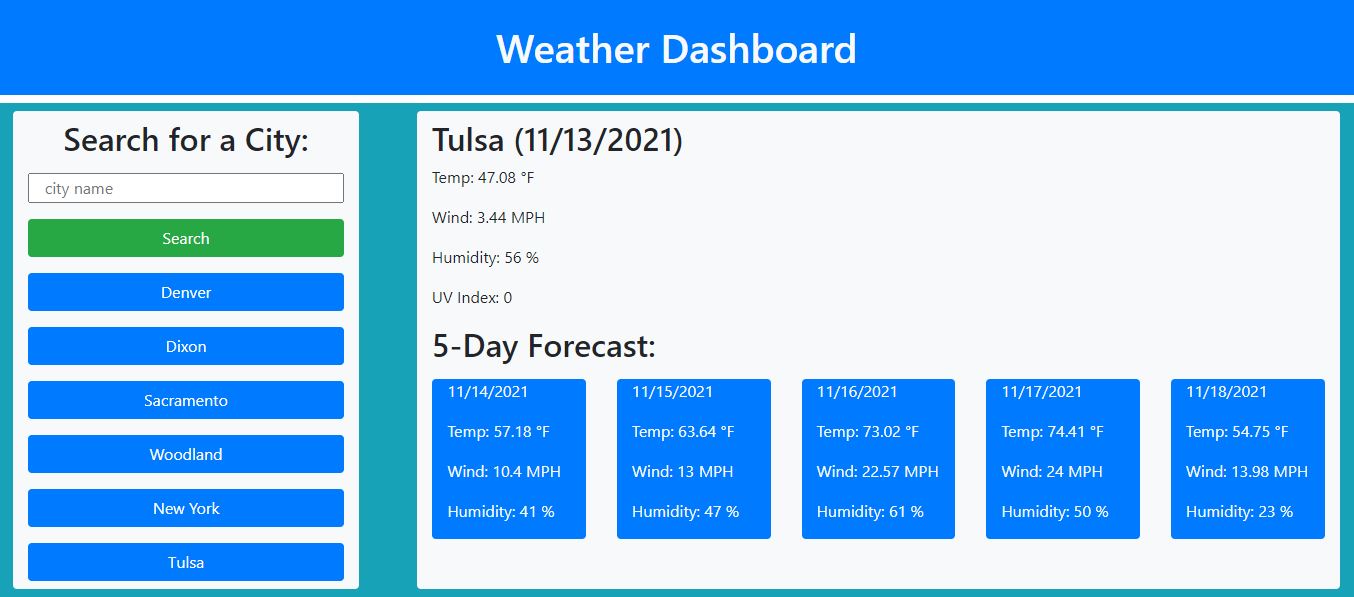 Weather Dashboard
Search for a City:
city name
Search
Denver
Dixon
Sacramento
Woodland
New York
Tulsa
Tulsa (11/13/2021)
Temp: 47.08 °F
Wind: 3.44 MPH
Humidity: 56 %
UV Index: 0
5-Day Forecast:
11/14/2021
Temp: 57.18 °F
Wind: 10.4 MPH
Humidity: 41 %
11/15/2021
Temp: 63.64 °F
Wind: 13 MPH
Humidity: 47 %
11/16/2021
Temp: 73.02 °F
Wind: 22.57 MPH
Humidity: 61 %
11/17/2021
Temp: 74.41 °F
Wind: 24 MPH
Humidity: 50 %
11/18/2021
Temp: 54.75 °F
Wind: 13.98 MPH
Humidity: 23 %